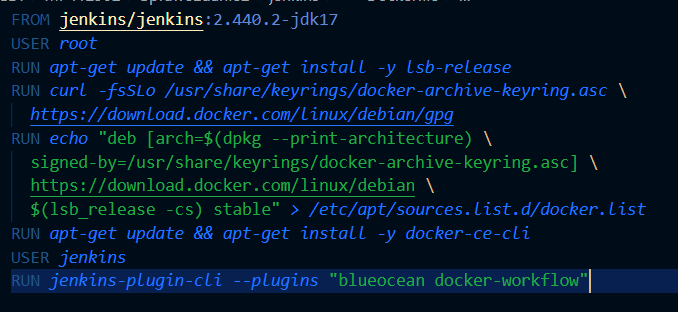 FROM jenkins/jenkins:2.440.2-jdk17
USER root
RUN apt-get update && apt-get install -y lsb-release
RUN curl -fsSLo /usr/share/keyrings/docker-archive-keyring.asc \
https://download.docker.com/linux/debian/gpg
RUN echo "deb [arch=$(dpkg --print-architecture) \
signed-by=/usr/share/keyrings/docker-archive-keyring.asc] \
https://download.docker.com/linux/debian \
$(lsb_release -cs) stable" > /etc/apt/sources.list.d/docker.list
RUN apt-get update && apt-get install -y docker-ce-cli
USER jenkins
RUN jenkins-plugin-cli --plugins "blueocean docker-workflow"